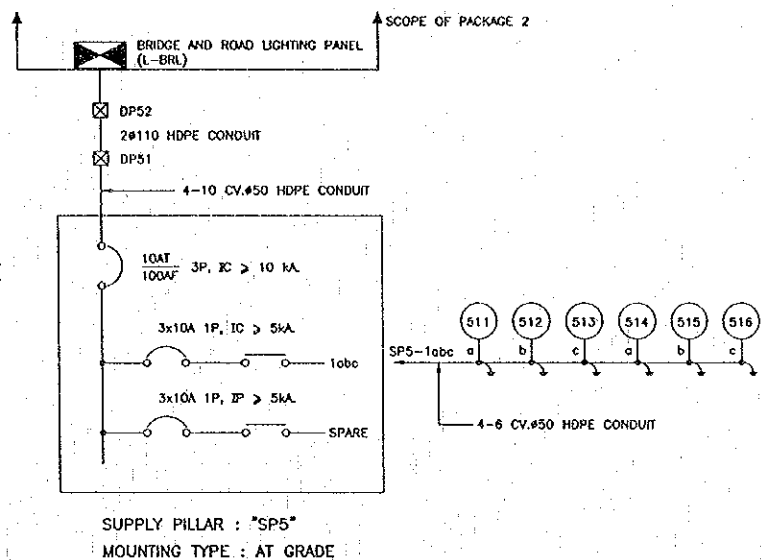 SCOPE OF PACKAGE 2
BRIDGE AND ROAD LIGHTING PANEL
(L-BRL)
DP52
2ø110 HDPE CONDUIT
DP51
4-10 CV.ø50 HDPE CONDUIT
10AT
100AF
3P, IC ⩾ 10 kA.
3x10A 1P, IC > 5kA.
1abc
3x10A 1P, IP > 5kA.
SPARE
511 512 513 514 515 516
SP5-1abc a b c a b c
4-6 CV.ø50 HDPE CONDUIT
SUPPLY PILLAR : "SP5"
MOUNTING TYPE : AT GRADE